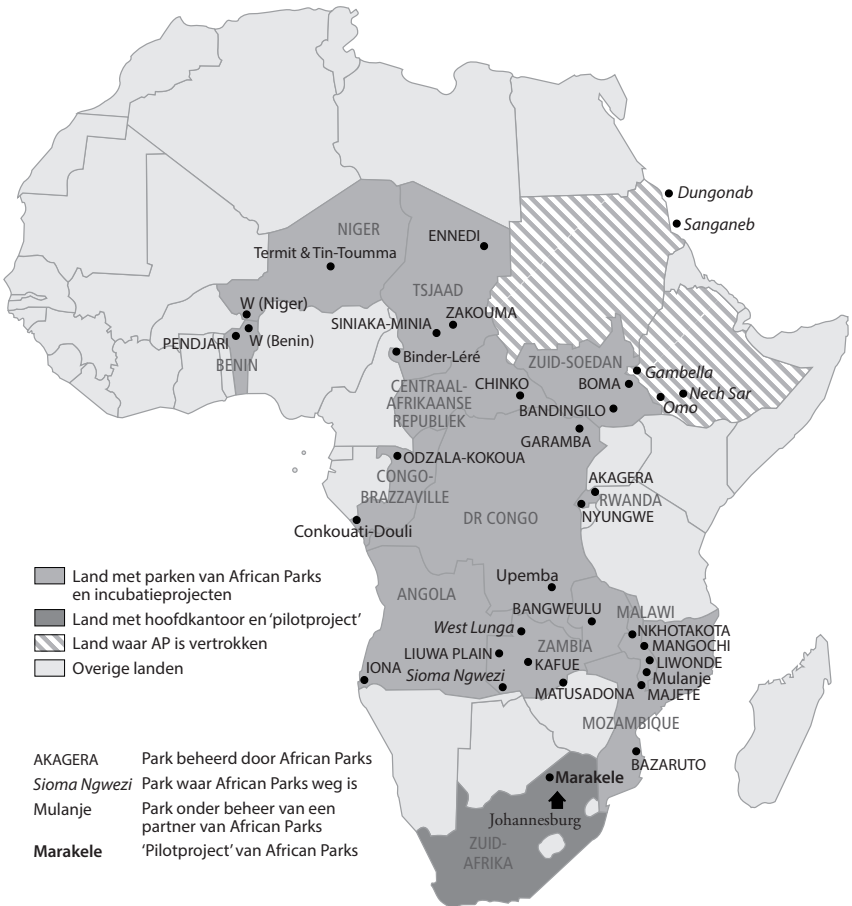 Dungonab
Sanganeb
NIGER
ENNEDI
Termit & Tin-Toumma
TSJAAD
W (Niger)
ZAKOUMA
SINIAKA-MINIA
PENDJARI
W (Benin)
Binder-Léré
BENIN
ZUID-SOEDAN
Gambella
CENTRAAL-
AFRIKAANSE
REPUBLIEK
CHINKO
BOMA
Nech Sar
BANDINGILO
Omo
GARAMBA
ODZALA-KOKOUA
CONGO-
BRAZZAVILLE
AKAGERA
RWANDA
DR CONGO
NYUNGWE
Conkouati-Douli
Upemba
ANGOLA
BANGWEULU
MALAWI
West Lunga
NKHOTAKOTA
ZAMBIA
MANGOCHI
LIUWA PLAIN
LIWONDE
IONA
KAFUE
Sioma Ngwezi
Mulanje
MATUSADONA
MAJETE
MOZAMBIQUE
BAZARUTO
Marakele
Johannesburg
ZUID-
AFRIKA
Land met parken van African Parks
en incubatieprojecten
Land met hoofdkantoor en ‘pilotproject’
Land waar AP is vertrokken
Overige landen
AKAGERA Park beheerd door African Parks
Sioma Ngwezi Park waar African Parks weg is
Mulanje Park onder beheer van een
partner van African Parks
Marakele ‘Pilotproject’ van African Parks